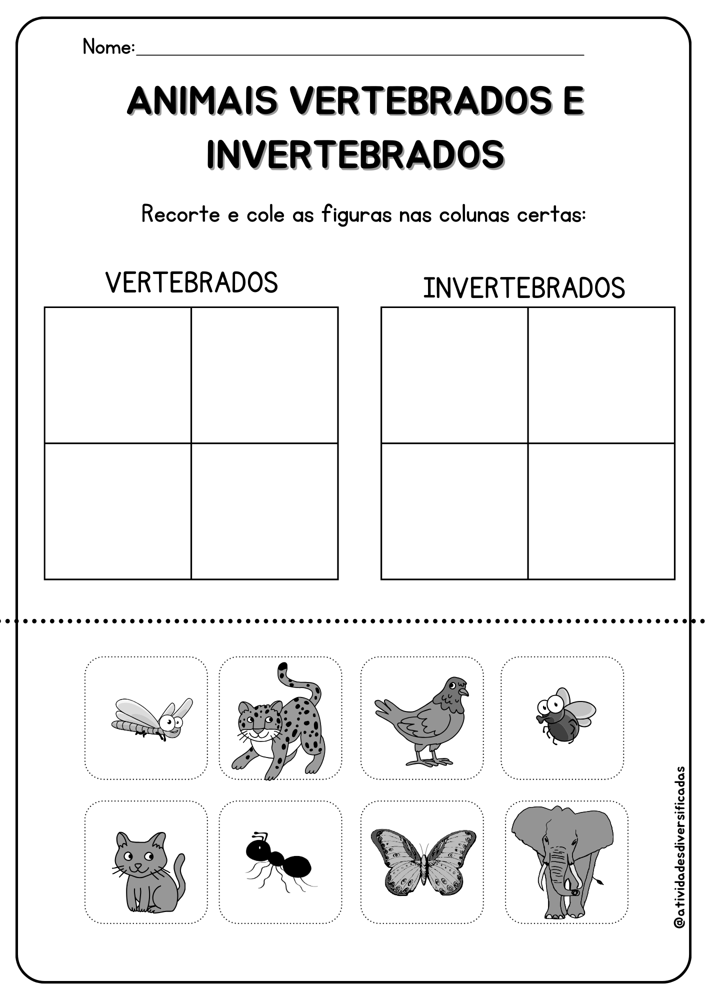 Nome:
ANIMAIS VERTEBRADOS E
INVERTEBRADOS
Recorte e cole as figuras nas colunas certas:
VERTEBRADOS
INVERTEBRADOS
@atividadesdiversificadas